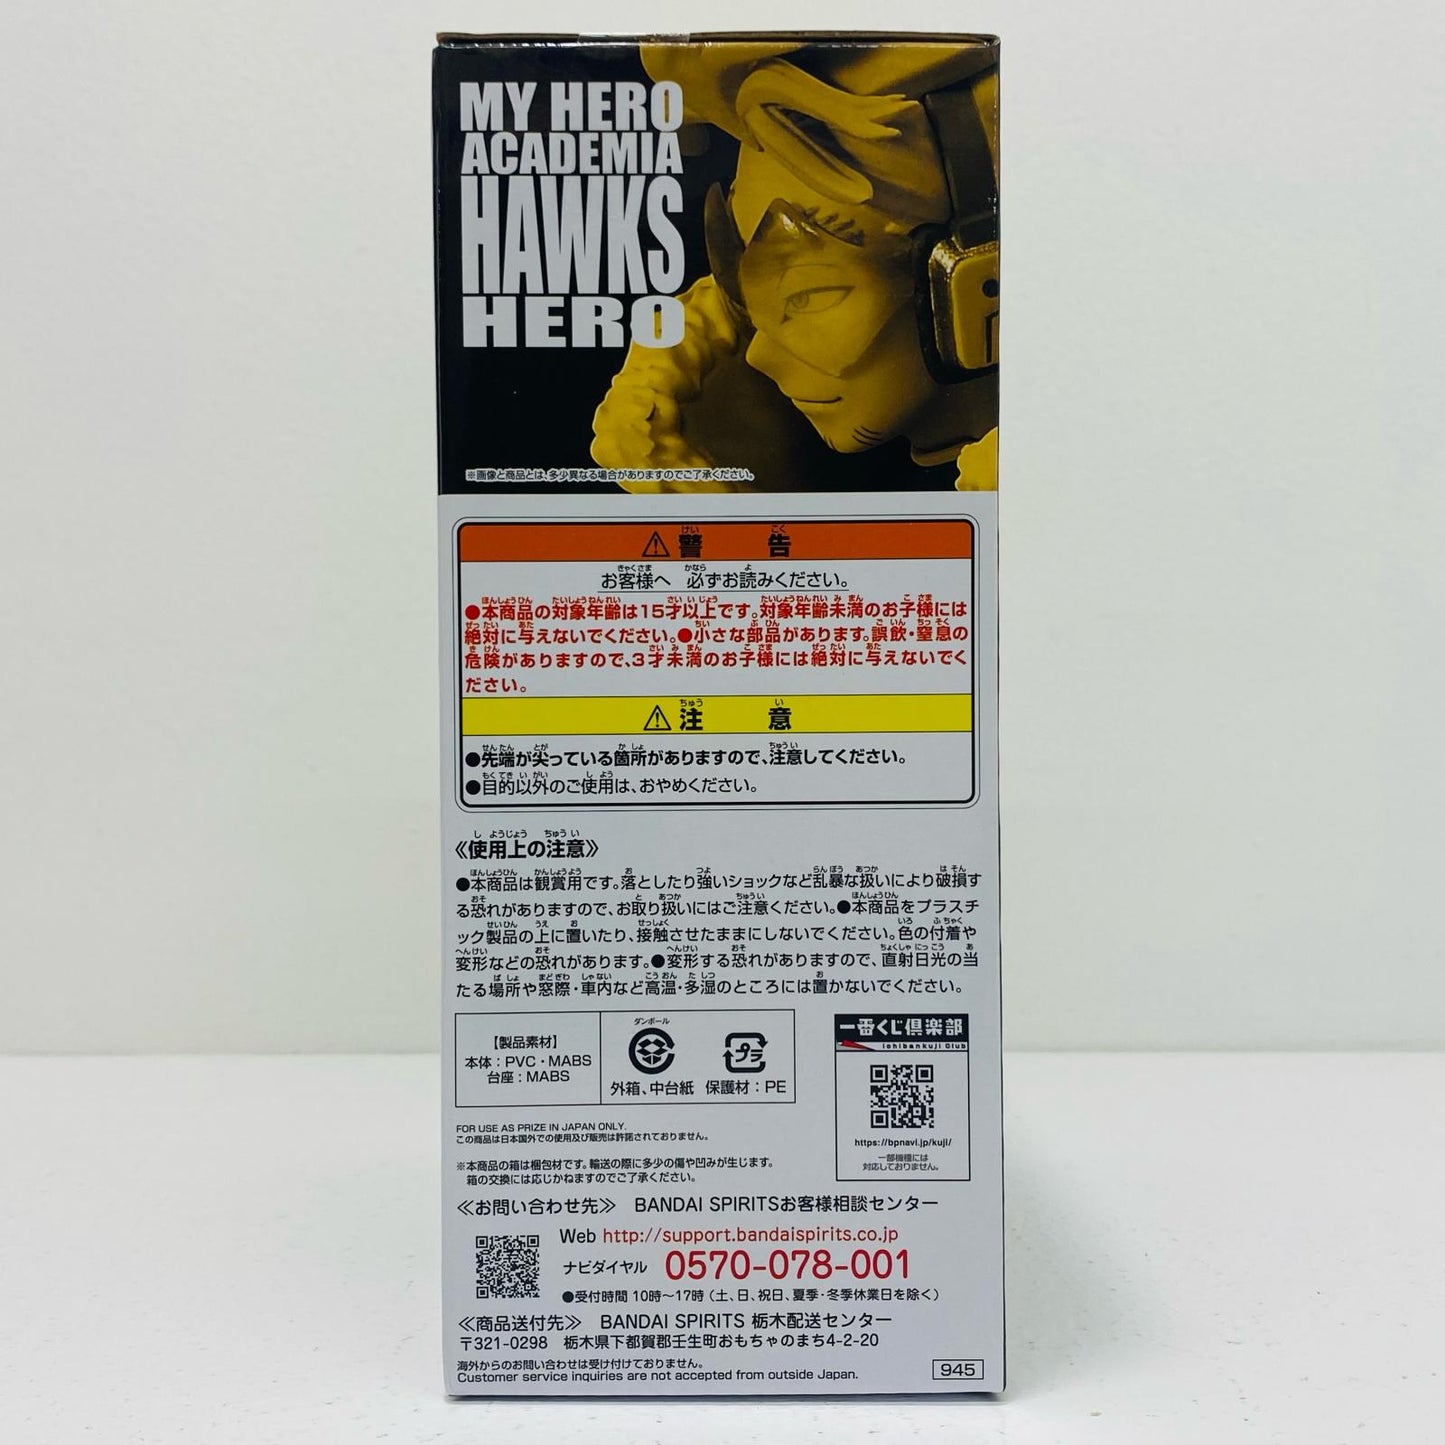 MY HERO
ACADEMIA
HAWKS
HERO
※画像と商品とは、多少異なる場合がありますのでご了承ください。
⚠警告
お客様へ 必ずお読みください。
●本商品の対象年齢は15才以上です。対象年齢未満のお子様には
絶対に与えないでください。●小さな部品があります。誤飲・窒息の
危険がありますので、3才未満のお子様には絶対に与えないでく
ださい。
⚠注意
●先端が尖っている箇所がありますので、注意してください。
●目的以外のご使用は、おやめください。
《使用上の注意》
●本商品は観賞用です。落としたり強いショックなど乱暴な扱いにより破損す
る恐れがありますので、お取り扱いにはご注意ください。●本商品をプラスチ
ック製品の上に置いたり、接触させたままにしないでください。色の付着や
変形などの恐れがあります。●変形する恐れがありますので、直射日光の当
たる場所や窓際・車内など高温・多湿のところには置かないでください。
【製品素材】
本体：PVC・MABS
台座：MABS
ダンボール
外箱、中台紙
プラ
保護材：PE
一番くじ倶楽部
ichibankuji Club
https://bpnavi.jp/kuji/
一部機種には
対応しておりません。
FOR USE AS PRIZE IN JAPAN ONLY.
この商品は日本国外での使用及び販売は許諾されておりません。
※本商品の箱は梱包材です。輸送の際に多少の傷や凹みが生じます。
箱の交換には応じかねますのでご了承ください。
≪お問い合わせ先≫ BANDAI SPIRITSお客様相談センター
Web http://support.bandaispirits.co.jp
ナビダイヤル 0570-078-001
●受付時間 10時〜17時（土、日、祝日、夏季・冬季休業日を除く）
≪商品送付先≫ BANDAI SPIRITS 栃木配送センター
〒321-0298 栃木県下都賀郡壬生町おもちゃのまち4-2-20
海外からのお問い合わせは受け付けておりません。
Customer service inquiries are not accepted from outside Japan.
945